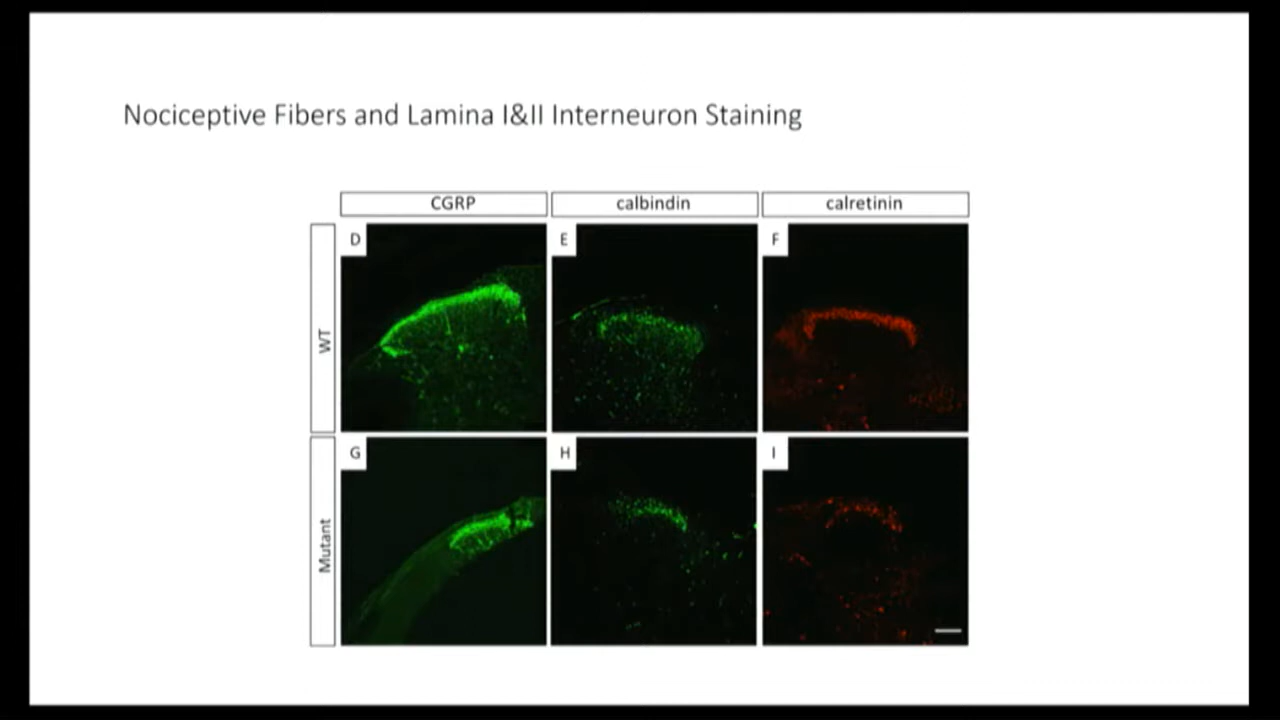 Nociceptive Fibers and Lamina I&II Interneuron Staining
CGRP
calbindin
calretinin
WT
D
E
F
Mutant
G
H
I